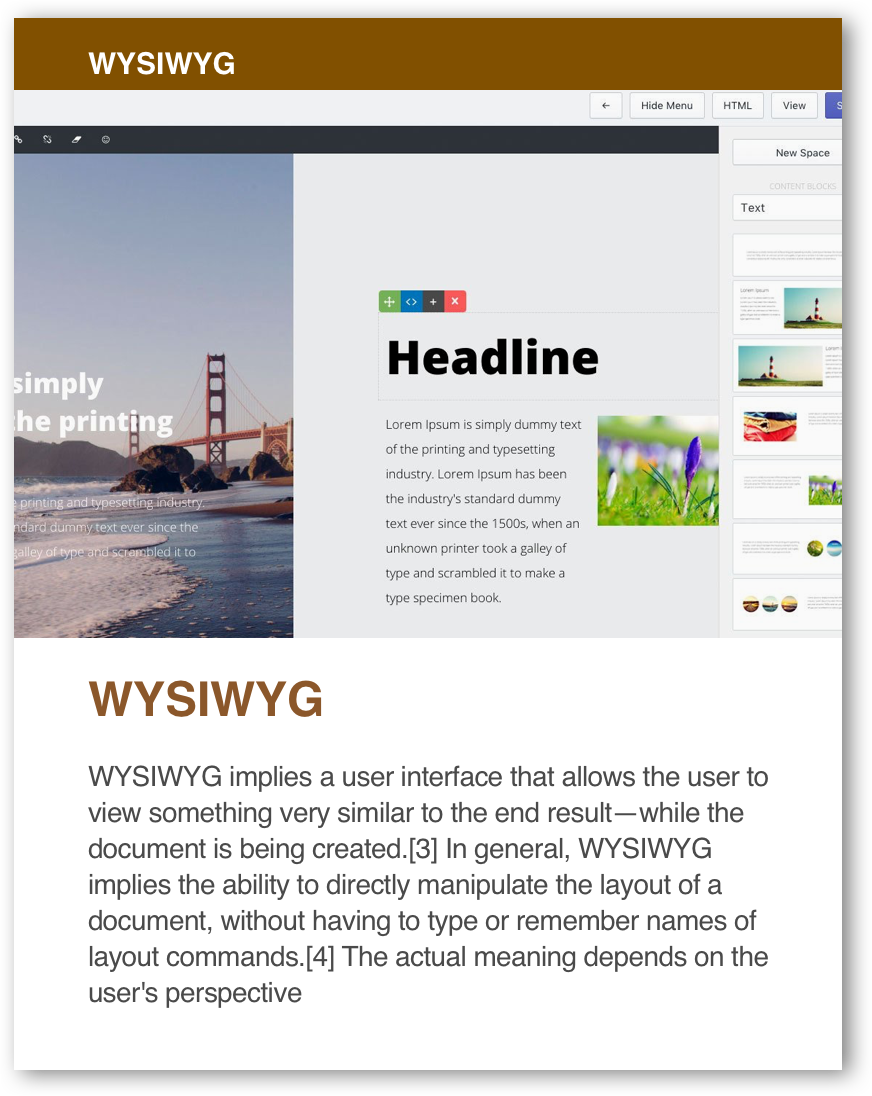 WYSIWYG
← Hide Menu HTML View
New Space
CONTENT BLOCKS
Text
simply
the printing
printing and typesetting industry
dummy text ever since the
galley of type and scrambled it to
Headline
Lorem Ipsum is simply dummy text
of the printing and typesetting
industry. Lorem Ipsum has been
the industry's standard dummy
text ever since the 1500s, when an
unknown printer took a galley of
type and scrambled it to make a
type specimen book.
Lorem Ipsum
WYSIWYG
WYSIWYG implies a user interface that allows the user to
view something very similar to the end result—while the
document is being created.[3] In general, WYSIWYG
implies the ability to directly manipulate the layout of a
document, without having to type or remember names of
layout commands.[4] The actual meaning depends on the
user's perspective